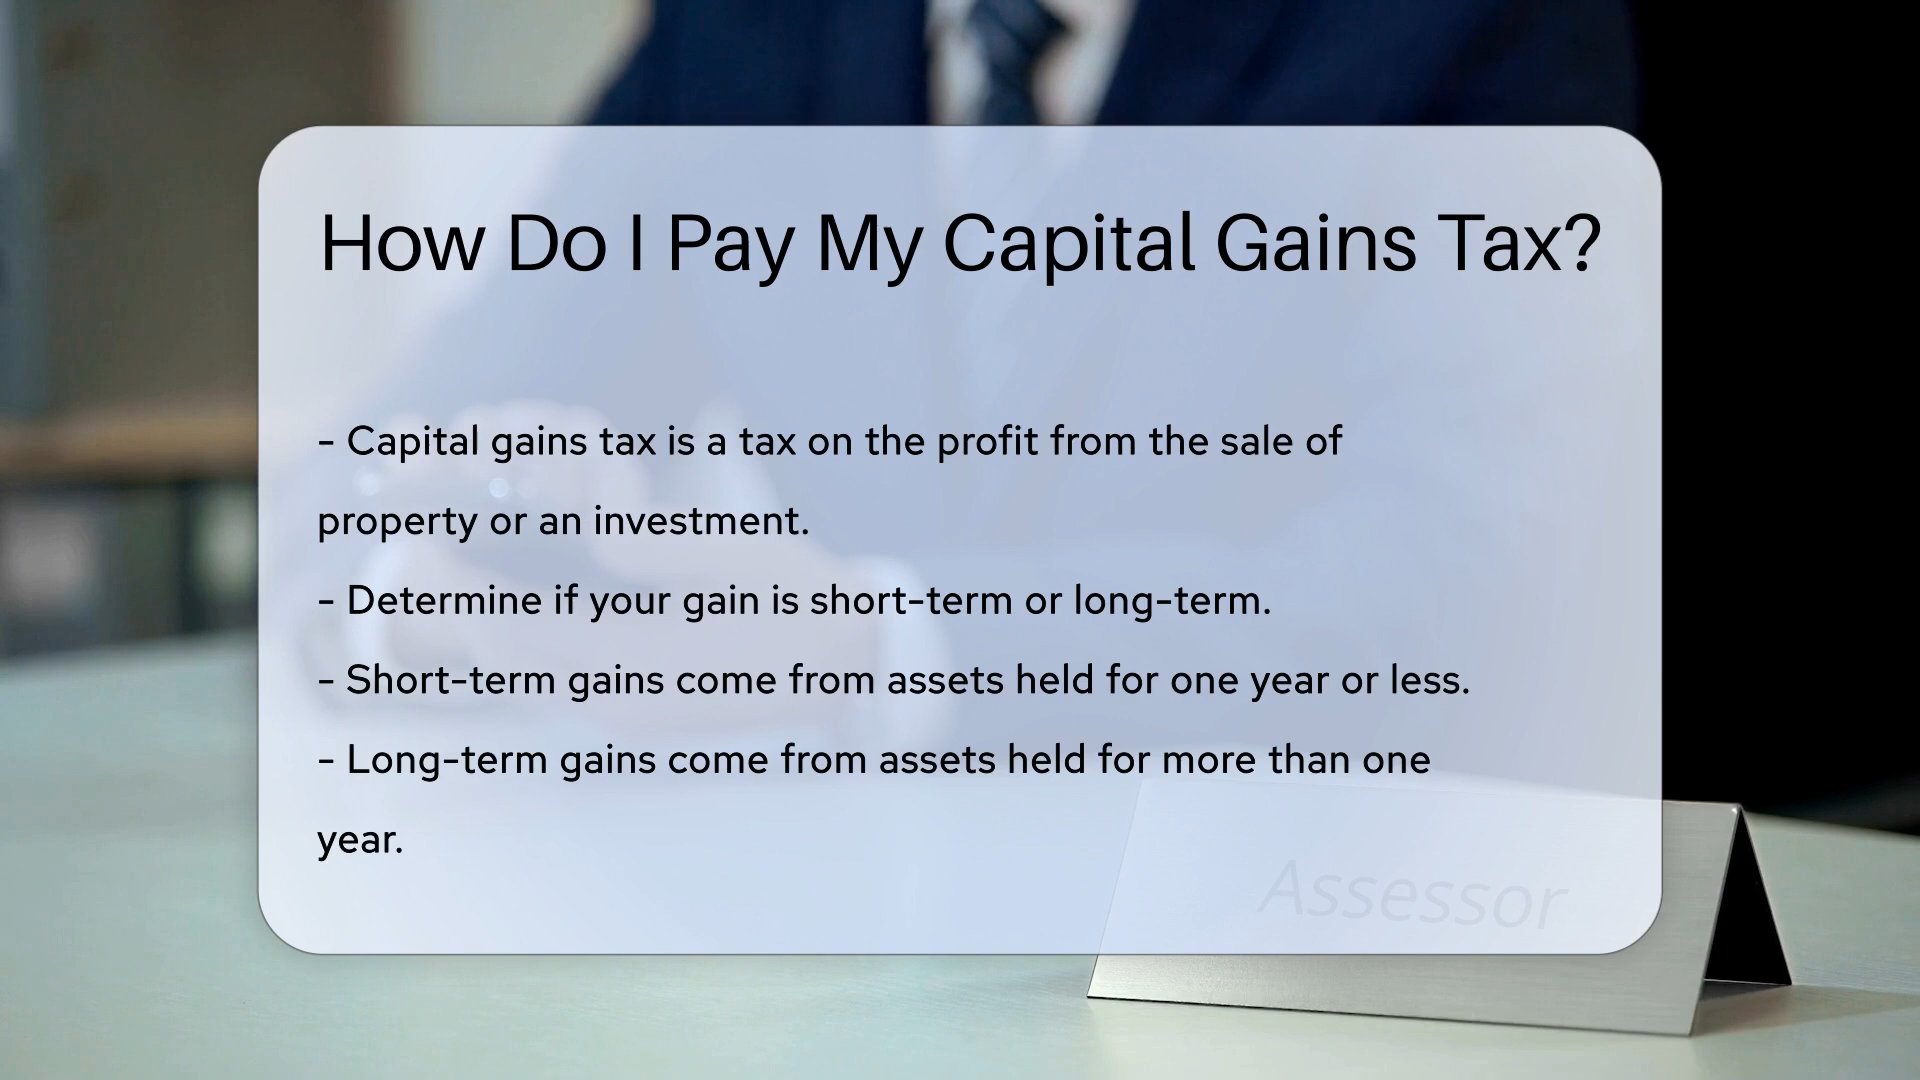 How Do I Pay My Capital Gains Tax?
- Capital gains tax is a tax on the profit from the sale of
property or an investment.
- Determine if your gain is short-term or long-term.
- Short-term gains come from assets held for one year or less.
- Long-term gains come from assets held for more than one
year.
Assessor